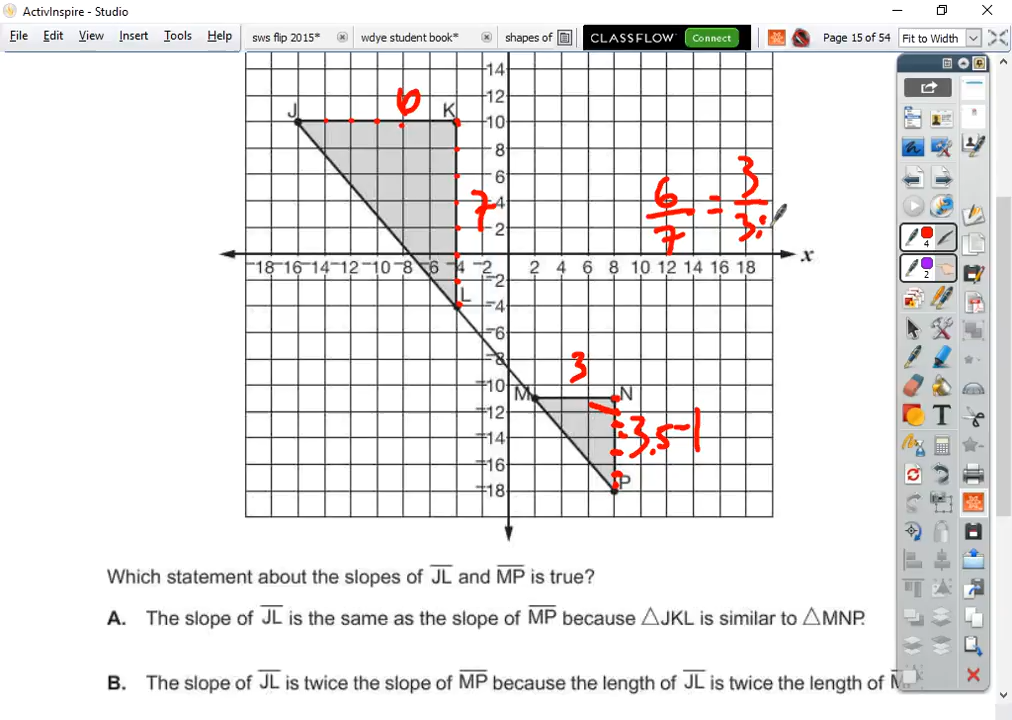 ActivInspire - Studio
File Edit View Insert Tools Help
sws flip 2015* wdye student book* shapes of CLASSFLOW Connect Page 15 of 54 Fit to Width
14
12
J 6 K 10
8
6
7 4
2
6/7 = 3/3.
-18 -16 -14 -12 -10 -8 -6 -4 -2 2 4 6 8 10 12 14 16 18 x
-2
L -4
-6
-8
3
-10
M N
-12
3.5-1
-14
-16
P
-18
4
2
T
Which statement about the slopes of JL and MP is true?
A. The slope of JL is the same as the slope of MP because △JKL is similar to △MNP.
B. The slope of JL is twice the slope of MP because the length of JL is twice the length of